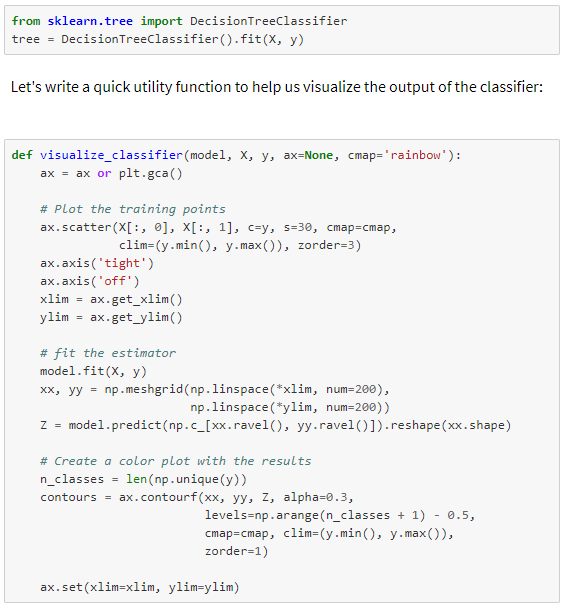 from sklearn.tree import DecisionTreeClassifier
tree = DecisionTreeClassifier().fit(X, y)
Let's write a quick utility function to help us visualize the output of the classifier:
def visualize_classifier(model, X, y, ax=None, cmap='rainbow'):
    ax = ax or plt.gca()
    # Plot the training points
    ax.scatter(X[:, 0], X[:, 1], c=y, s=30, cmap=cmap,
               clim=(y.min(), y.max()), zorder=3)
    ax.axis('tight')
    ax.axis('off')
    xlim = ax.get_xlim()
    ylim = ax.get_ylim()
    # fit the estimator
    model.fit(X, y)
    xx, yy = np.meshgrid(np.linspace(*xlim, num=200),
                         np.linspace(*ylim, num=200))
    Z = model.predict(np.c_[xx.ravel(), yy.ravel()]).reshape(xx.shape)
    # Create a color plot with the results
    n_classes = len(np.unique(y))
    contours = ax.contourf(xx, yy, Z, alpha=0.3,
                           levels=np.arange(n_classes + 1) - 0.5,
                           cmap=cmap, clim=(y.min(), y.max()),
                           zorder=1)
    ax.set(xlim=xlim, ylim=ylim)